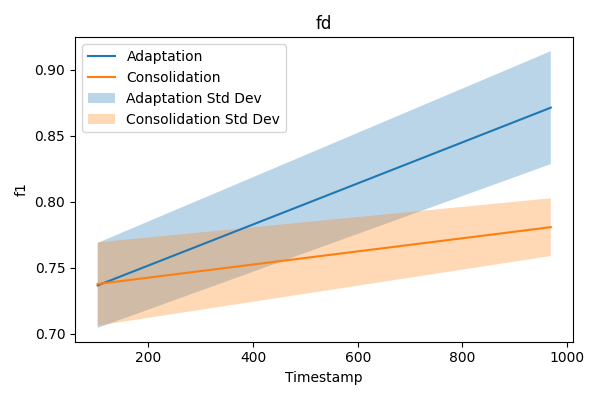 fd
Adaptation
Consolidation
Adaptation Std Dev
Consolidation Std Dev
f1
0.90
0.85
0.80
0.75
0.70
200
400
600
800
1000
Timestamp